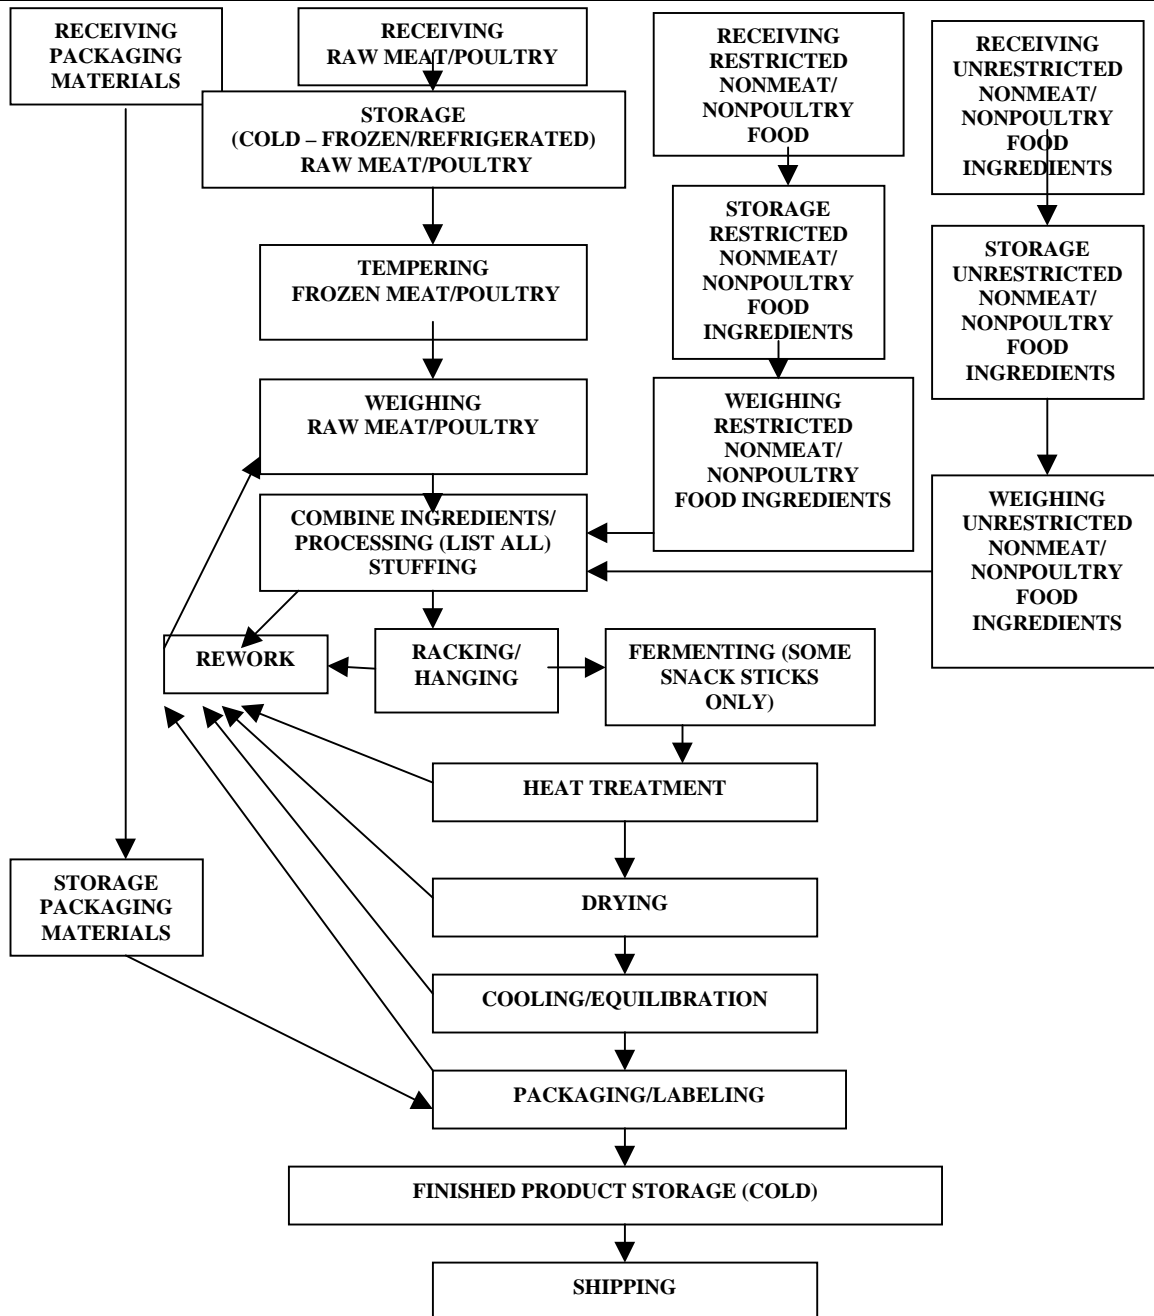 RECEIVING
PACKAGING
MATERIALS
RECEIVING
RAW MEAT/POULTRY
RECEIVING
RESTRICTED
NONMEAT/
NONPOULTRY
FOOD
RECEIVING
UNRESTRICTED
NONMEAT/
NONPOULTRY
FOOD
INGREDIENTS
STORAGE
(COLD – FROZEN/REFRIGERATED)
RAW MEAT/POULTRY
STORAGE
RESTRICTED
NONMEAT/
NONPOULTRY
FOOD
INGREDIENTS
STORAGE
UNRESTRICTED
NONMEAT/
NONPOULTRY
FOOD
INGREDIENTS
TEMPERING
FROZEN MEAT/POULTRY
WEIGHING
RAW MEAT/POULTRY
WEIGHING
RESTRICTED
NONMEAT/
NONPOULTRY
FOOD INGREDIENTS
WEIGHING
UNRESTRICTED
NONMEAT/
NONPOULTRY
FOOD
INGREDIENTS
COMBINE INGREDIENTS/
PROCESSING (LIST ALL)
STUFFING
REWORK
RACKING/
HANGING
FERMENTING (SOME
SNACK STICKS
ONLY)
HEAT TREATMENT
DRYING
STORAGE
PACKAGING
MATERIALS
COOLING/EQUILIBRATION
PACKAGING/LABELING
FINISHED PRODUCT STORAGE (COLD)
SHIPPING